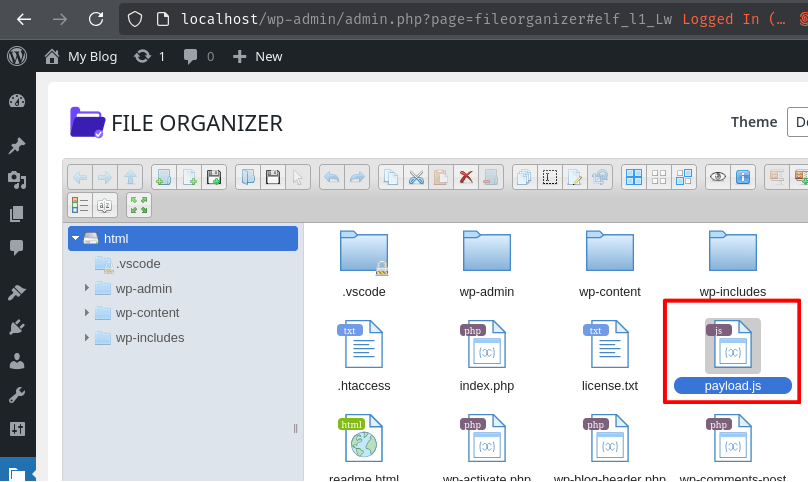 localhost/wp-admin/admin.php?page=fileorganizer#elf_l1_Lw Logged In (…
My Blog 1 0 New
FILE ORGANIZER
Theme
html
.vscode
wp-admin
wp-content
wp-includes
.vscode wp-admin wp-content wp-includes
txt php txt js
.htaccess index.php license.txt payload.js
html php php php
readme.html wp-activate.php wp-blog-header.php wp-comments-post